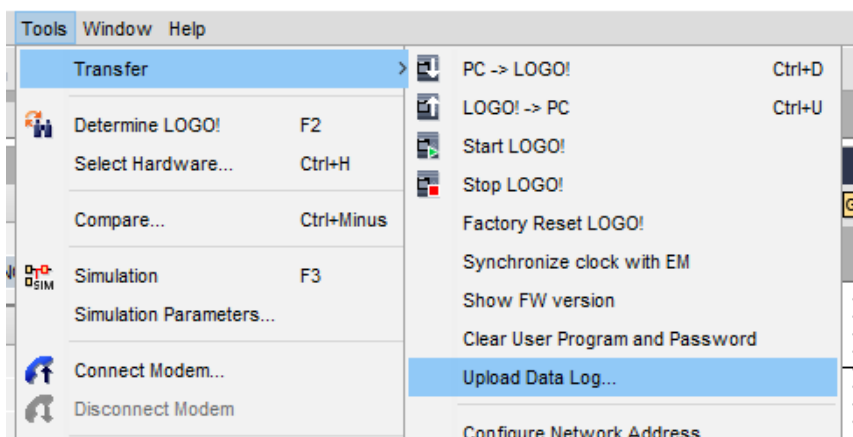 Tools Window Help
Transfer
Determine LOGO! F2
Select Hardware... Ctrl+H
Compare... Ctrl+Minus
SIM
Simulation F3
Simulation Parameters...
Connect Modem...
Disconnect Modem
PC -> LOGO! Ctrl+D
LOGO! -> PC Ctrl+U
Start LOGO!
Stop LOGO!
Factory Reset LOGO!
Synchronize clock with EM
Show FW version
Clear User Program and Password
Upload Data Log...
Configure Network Address